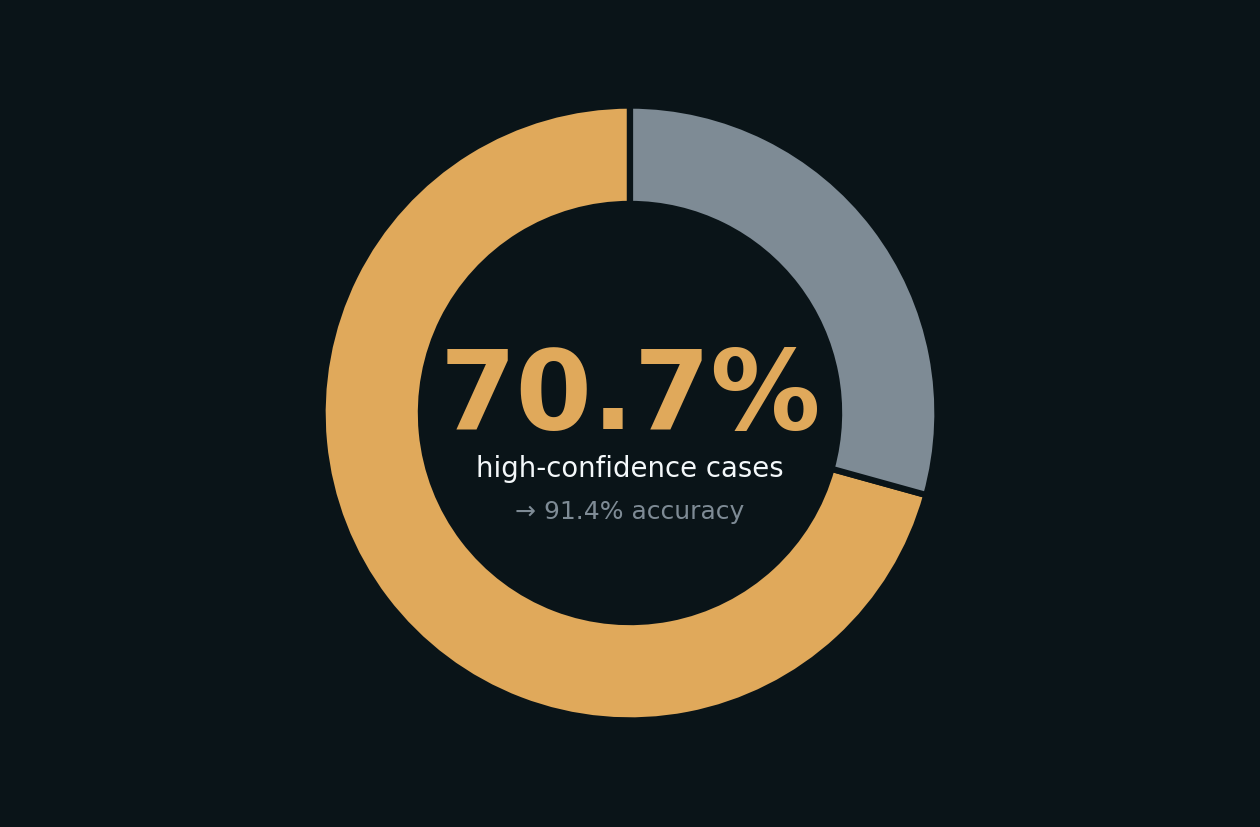 70.7%
high-confidence cases
→ 91.4% accuracy